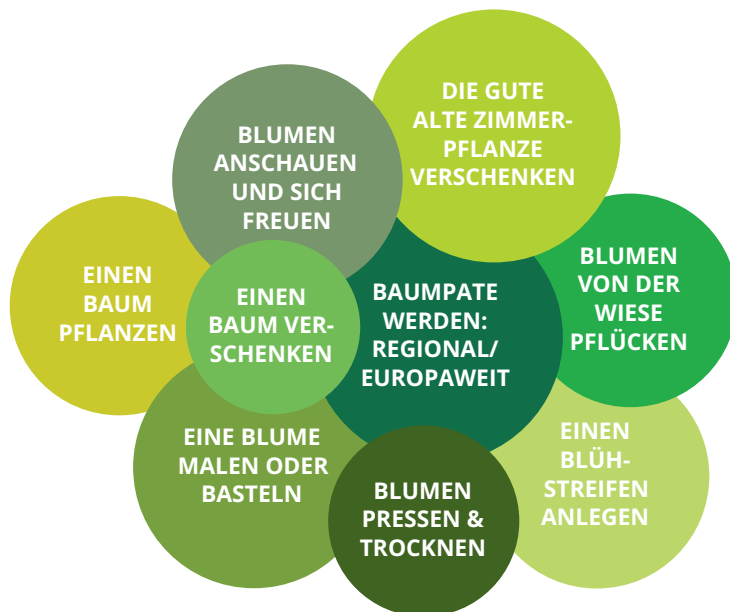 DIE GUTE
ALTE ZIMMER-
PFLANZE
VERSCHENKEN
BLUMEN
ANSCHAUEN
UND SICH
FREUEN
BLUMEN
VON DER
WIESE
PFLÜCKEN
EINEN
BAUM
PFLANZEN
EINEN
BAUM VER-
SCHENKEN
BAUMPATE
WERDEN:
REGIONAL/
EUROPAWEIT
EINE BLUME
MALEN ODER
BASTELN
BLUMEN
PRESSEN &
TROCKNEN
EINEN
BLÜH-
STREIFEN
ANLEGEN